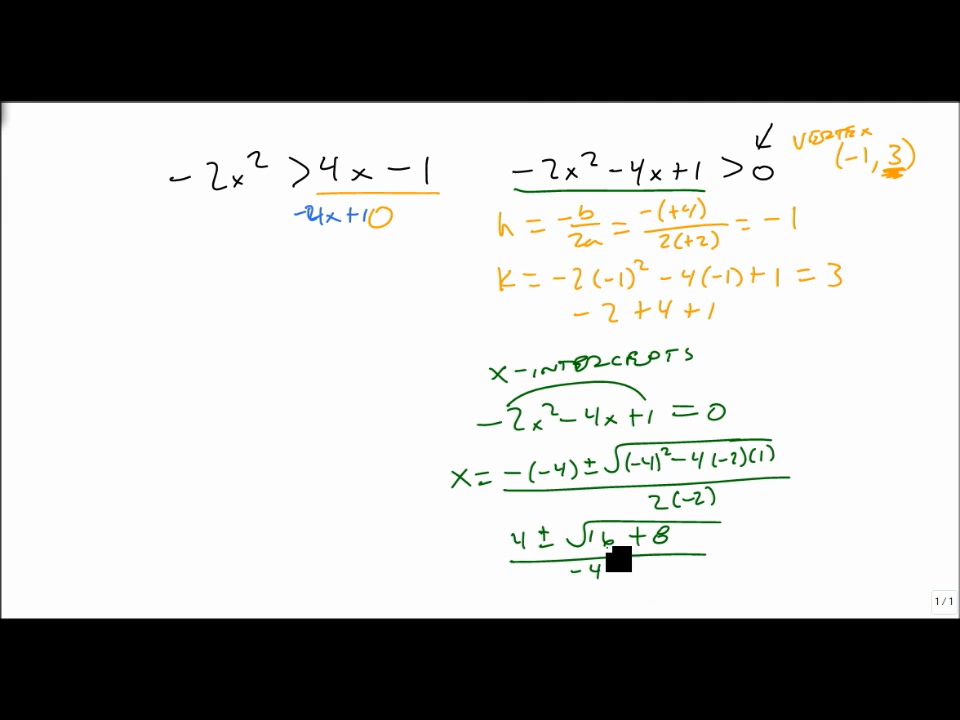 -2x² > 4x - 1
-4x+1 0
-2x² - 4x + 1 > 0
VERTEX
(-1, 3)
h = -b/2a = -(+4)/2(+2) = -1
K = -2(-1)² - 4(-1) + 1 = 3
-2 + 4 + 1
X-INTERCEPTS
-2x² - 4x + 1 = 0
X = -(-4) ± √(-4)² - 4(-2)(1)
2(-2)
4 ± √16 + 8
-4
1 / 1